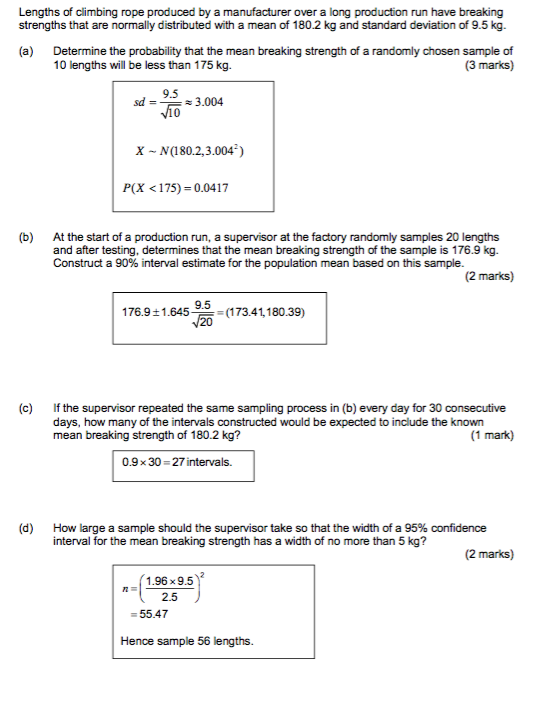 Lengths of climbing rope produced by a manufacturer over a long production run have breaking
strengths that are normally distributed with a mean of 180.2 kg and standard deviation of 9.5 kg.
(a) Determine the probability that the mean breaking strength of a randomly chosen sample of
10 lengths will be less than 175 kg. (3 marks)
sd = 9.5/√10 ≈ 3.004
X ~ N(180.2,3.004²)
P(X < 175) = 0.0417
(b) At the start of a production run, a supervisor at the factory randomly samples 20 lengths
and after testing, determines that the mean breaking strength of the sample is 176.9 kg.
Construct a 90% interval estimate for the population mean based on this sample.
(2 marks)
176.9 ± 1.645 9.5/√20 = (173.41,180.39)
(c) If the supervisor repeated the same sampling process in (b) every day for 30 consecutive
days, how many of the intervals constructed would be expected to include the known
mean breaking strength of 180.2 kg? (1 mark)
0.9 × 30 = 27 intervals.
(d) How large a sample should the supervisor take so that the width of a 95% confidence
interval for the mean breaking strength has a width of no more than 5 kg?
(2 marks)
n = (1.96 × 9.5/2.5)²
= 55.47
Hence sample 56 lengths.